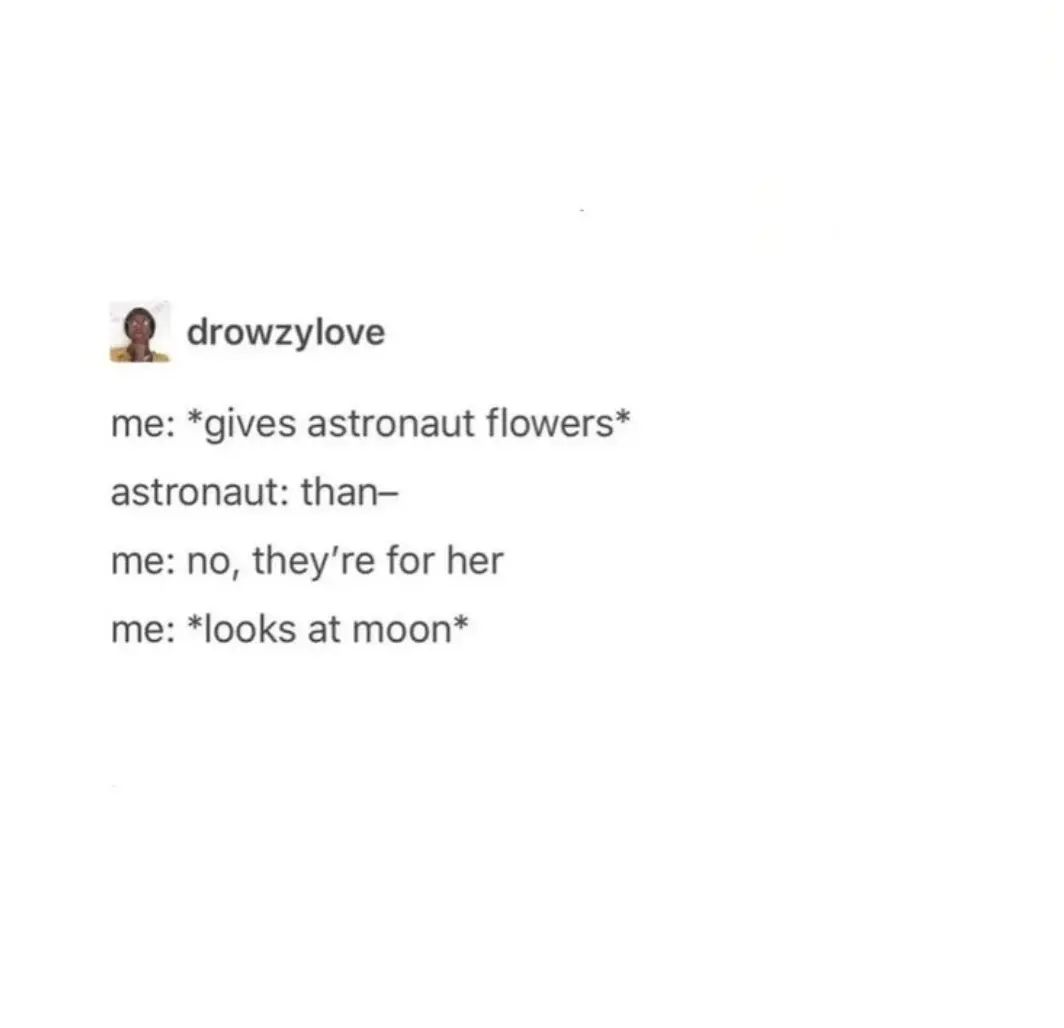 drowzylove
me: *gives astronaut flowers*
astronaut: than–
me: no, they’re for her
me: *looks at moon*